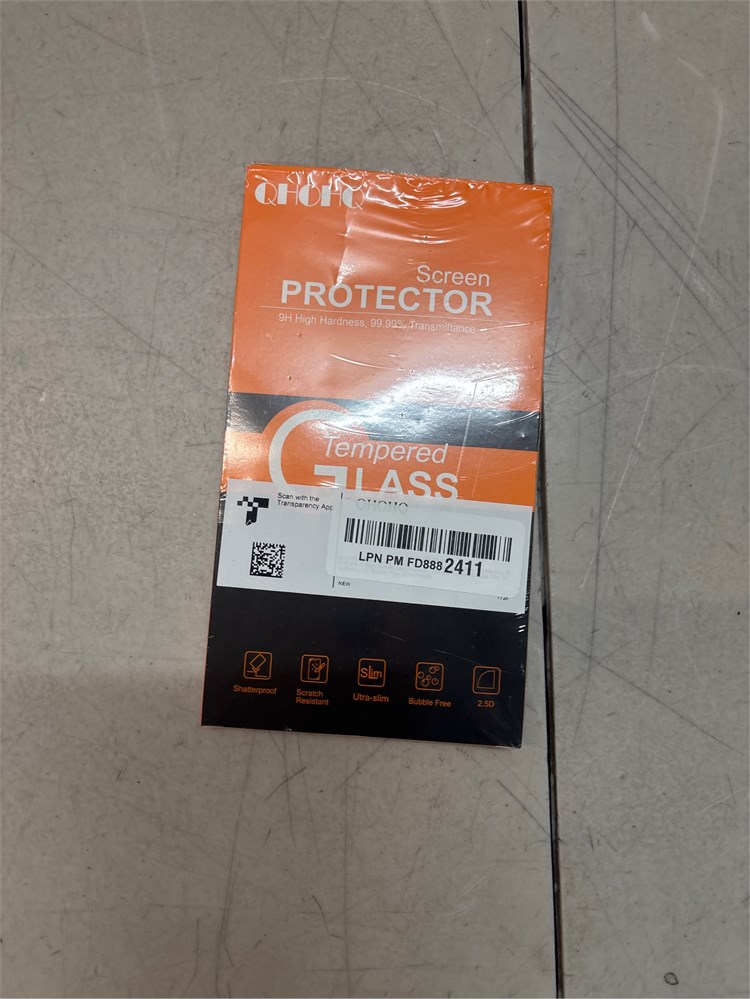 QHOHQ
Screen
PROTECTOR
9H High Hardness, 99.99% Transmittance
Tempered
GLASS
Scan with the
Transparency App
QHOHQ
LPN PM FD888 2411
NEW
Shatterproof
Scratch
Resistant
Slim
Utra-slim
Bubble Free
2.5D